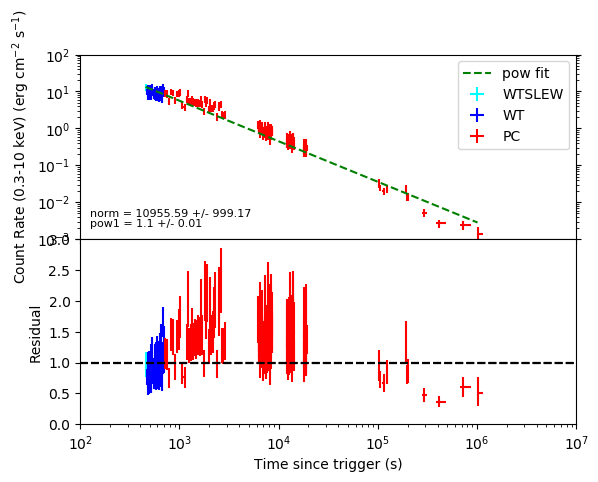 Count Rate (0.3-10 keV) (erg cm⁻² s⁻¹)
10²
10¹
10⁰
10⁻¹
10⁻²
10⁻³
pow fit
WTSLEW
WT
PC
norm = 10955.59 +/- 999.17
pow1 = 1.1 +/- 0.01
Residual
3.0
2.5
2.0
1.5
1.0
0.5
0.0
10² 10³ 10⁴ 10⁵ 10⁶ 10⁷
Time since trigger (s)